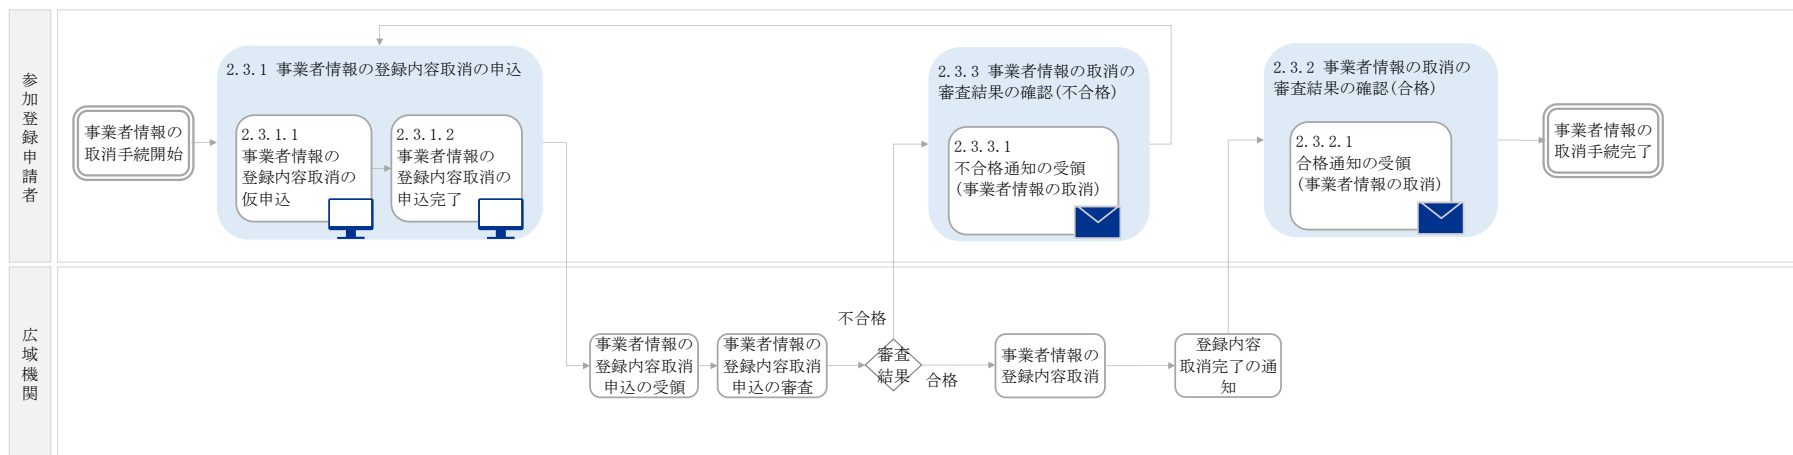 参加登録申請者
事業者情報の
取消手続開始
2.3.1 事業者情報の登録内容取消の申込
2.3.1.1
事業者情報の
登録内容取消の
仮申込
2.3.1.2
事業者情報の
登録内容取消の
申込完了
2.3.3 事業者情報の取消の
審査結果の確認(不合格)
2.3.3.1
不合格通知の受領
(事業者情報の取消)
2.3.2 事業者情報の取消の
審査結果の確認(合格)
2.3.2.1
合格通知の受領
(事業者情報の取消)
事業者情報の
取消手続完了
広域機関
事業者情報の
登録内容取消
申込の受領
事業者情報の
登録内容取消
申込の審査
不合格
審査
結果
合格
事業者情報の
登録内容取消
登録内容
取消完了の通
知